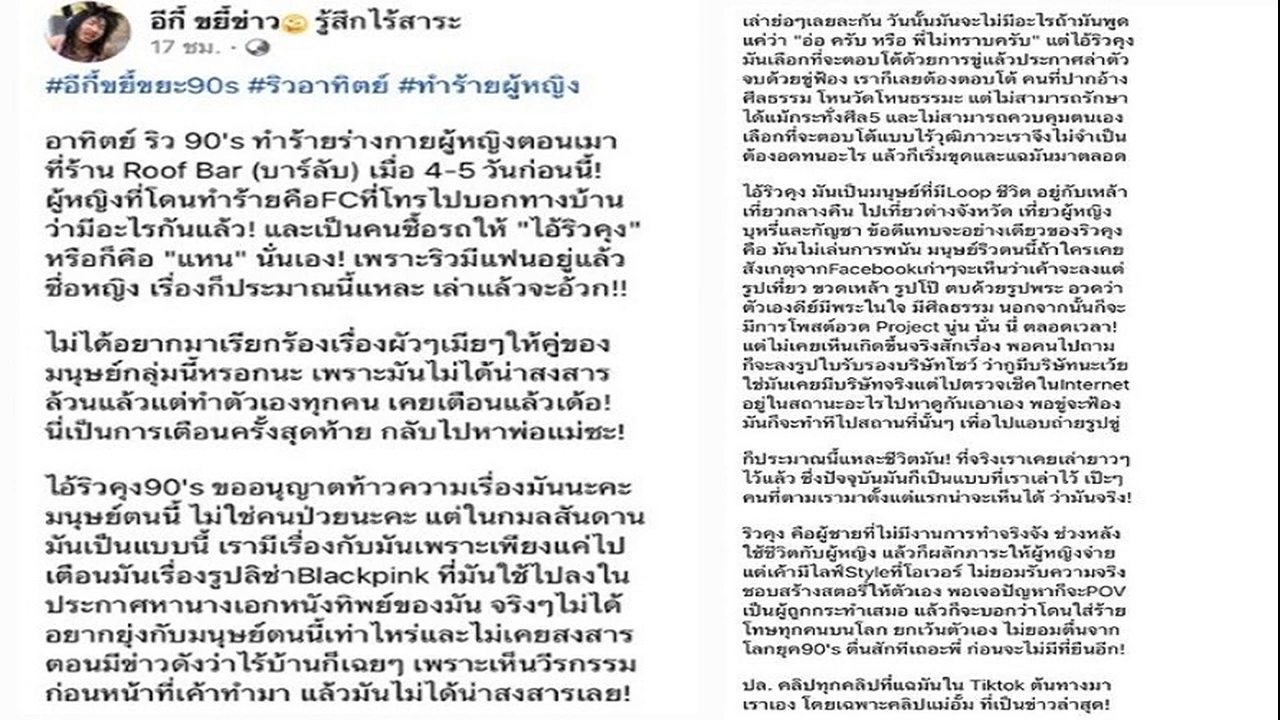 อีกี้ ขยี้ข่าว🤪 รู้สึกไร้สาระ
17 ชม. ·
#อีกี้ขยี้ขยะ90s #ริวอาทิตย์ #ทำร้ายผู้หญิง
อาทิตย์ ริว 90's ทำร้ายร่างกายผู้หญิงตอนเมา
ที่ร้าน Roof Bar (บาร์ลับ) เมื่อ 4-5 วันก่อนนี้!
ผู้หญิงที่โดนทำร้ายคือFCที่โทรไปบอกทางบ้าน
ว่ามีอะไรกันแล้ว! และเป็นคนซื้อรถให้ "ไอ้ริวคุง"
หรือก็คือ "แหน" นั่นเอง! เพราะริวมีแฟนอยู่แล้ว
ชื่อหญิง เรื่องก็ประมาณนี้แหละ เล่าแล้วจะอ้วก!!
ไม่ได้อยากมาเรียกร้องเรื่องผัวๆเมียๆให้คู่ของ
มนุษย์กลุ่มนี้หรอกนะ เพราะมันไม่ได้น่าสงสาร
ล้วนแล้วแต่ทำตัวเองทุกคน เคยเตือนแล้วเด้อ!
นี่เป็นการเตือนครั้งสุดท้าย กลับไปหาพ่อแม่ซะ!
ไอ้ริวคุง90's ขออนุญาตท้าวความเรื่องมันนะคะ
มนุษย์ตนนี้ ไม่ใช่คนป่วยนะคะ แต่ในกมลสันดาน
มันเป็นแบบนี้ เรามีเรื่องกับมันเพราะเพียงแค่ไป
เตือนมันเรื่องรูปลิซ่าBlackpink ที่มันใช้ไปลงใน
ประกาศหานางเอกหนังทิพย์ของมัน จริงๆไม่ได้
อยากยุ่งกับมนุษย์ตนนี้เท่าไหร่และไม่เคยสงสาร
ตอนมีข่าวดังว่าไร้บ้านก็เฉยๆ เพราะเห็นวีรกรรม
ก่อนหน้าที่เค้าทำมา แล้วมันไม่ได้น่าสงสารเลย!
เล่าย่อๆเลยละกัน วันนั้นมันจะไม่มีอะไรถ้ามันพูด
แค่ว่า "อ่อ ครับ หรือ พี่ไม่ทราบครับ" แต่ไอ้ริวคุง
มันเลือกที่จะตอบโต้ด้วยการขู่แล้วประกาศล่าตัว
จบด้วยขู่ฟ้อง เราก็เลยต้องตอบโต้ คนที่ปากอ้าง
ศีลธรรม โหนวัดโหนธรรมะ แต่ไม่สามารถรักษา
ได้แม้กระทั่งศีล5 และไม่สามารถควบคุมตนเอง
เลือกที่จะตอบโต้แบบไร้วุฒิภาวะเราจึงไม่จำเป็น
ต้องอดทนอะไร แล้วก็เริ่มขุดและแฉมันมาตลอด
ไอ้ริวคุง มันเป็นมนุษย์ที่มีLoop ชีวิต อยู่กับเหล้า
เที่ยวกลางคืน ไปเที่ยวต่างจังหวัด เที่ยวผู้หญิง
บุหรี่และกัญชา ข้อดีแทบจะอย่างเดียวของริวคุง
คือ มันไม่เล่นการพนัน มนุษย์ริวตนนี้ถ้าใครเคย
สังเกตุจากFacebookเก่าๆจะเห็นว่าเค้าจะลงแต่
รูปเที่ยว ขวดเหล้า รูปโป๊ ตบด้วยรูปพระ อวดว่า
ตัวเองดีย์มีพระในใจ มีศีลธรรม นอกจากนั้นก็จะ
มีการโพสต์อวด Project นู่น นั่น นี่ ตลอดเวลา!
แต่ไม่เคยเห็นเกิดขึ้นจริงสักเรื่อง พอคนไปถาม
ก็จะลงรูปใบรับรองบริษัทโชว์ ว่ากูมีบริษัทนะเว้ย
ใช่มันเคยมีบริษัทจริงแต่ไปตรวจเช็คในInternet
อยู่ในสถานะอะไรไปหาดูกันเอาเอง พอขู่จะฟ้อง
มันก็จะทำทีไปสถานที่นั้นๆ เพื่อไปแอบถ่ายรูปขู่
ก็ประมาณนี้แหละชีวิตมัน! ที่จริงเราเคยเล่ายาวๆ
ไว้แล้ว ซึ่งปัจจุบันมันก็เป็นแบบที่เราเล่าไว้ เป๊ะๆ
คนที่ตามเรามาตั้งแต่แรกน่าจะเห็นได้ ว่ามันจริง!
ริวคุง คือผู้ชายที่ไม่มีงานการทำจริงจัง ช่วงหลัง
ใช้ชีวิตกับผู้หญิง แล้วก็ผลักภาระให้ผู้หญิงจ่าย
แต่เค้ามีไลฟ์Styleที่โอเวอร์ ไม่ยอมรับความจริง
ชอบสร้างสตอรี่ให้ตัวเอง พอเจอปัญหาก็จะPOV
เป็นผู้ถูกกระทำเสมอ แล้วก็จะบอกว่าโดนใส่ร้าย
โทษทุกคนบนโลก ยกเว้นตัวเอง ไม่ยอมตื่นจาก
โลกยุค90's ตื่นสักทีเถอะพี่ ก่อนจะไม่มีที่ยืนอีก!
ปล. คลิปทุกคลิปที่แฉมันใน Tiktok ต้นทางมา
เราเอง โดยเฉพาะคลิปแม่อั้ม ที่เป็นข่าวล่าสุด!